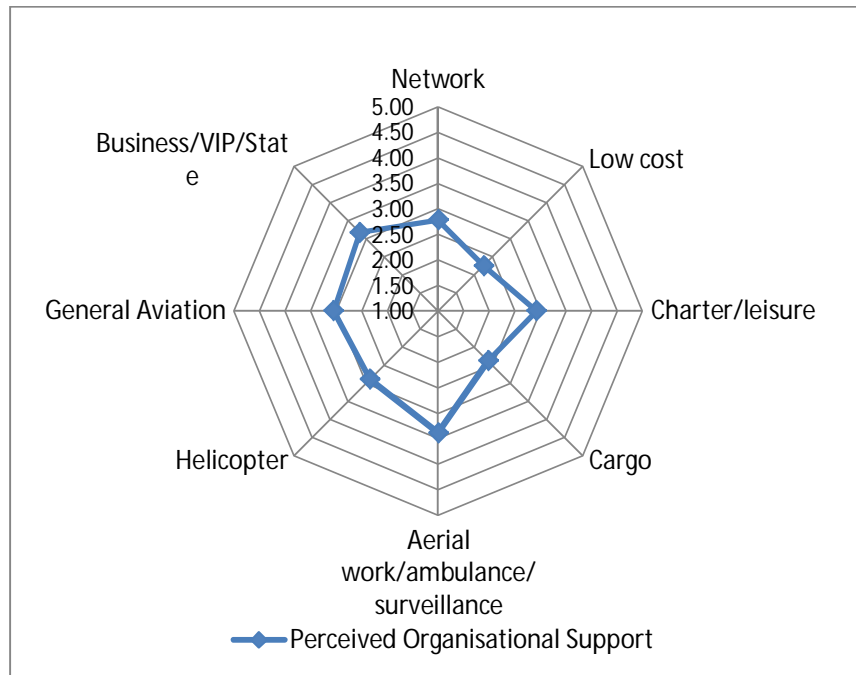 Network
5.00
4.50
4.00
3.50
3.00
2.50
2.00
1.50
1.00
Business/VIP/Stat
e
Low cost
General Aviation
Charter/leisure
Helicopter
Cargo
Aerial
work/ambulance/
surveillance
Perceived Organisational Support